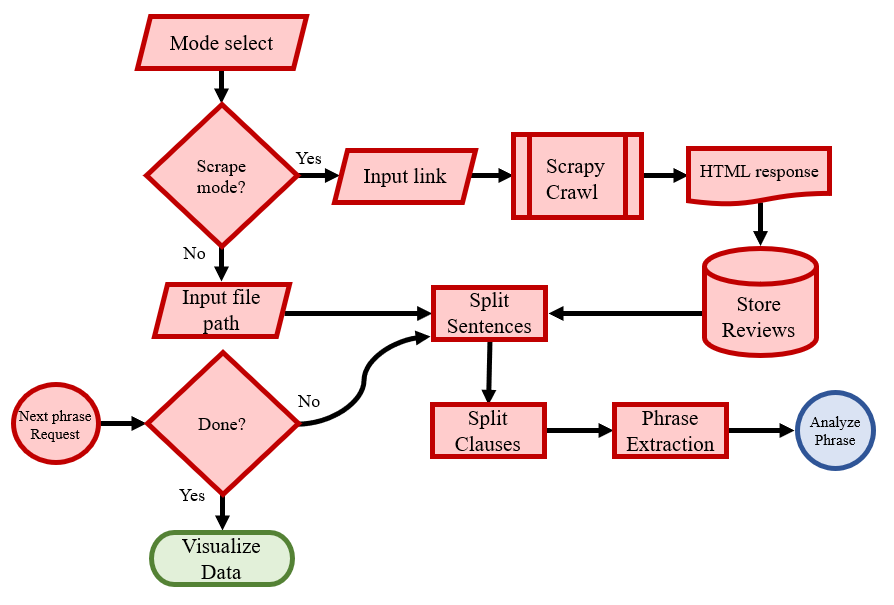 Mode select
Scrape
mode?
Yes
Input link
Scrapy
Crawl
HTML response
No
Input file
path
Split
Sentences
Store
Reviews
Next phrase
Request
Done?
No
Split
Clauses
Phrase
Extraction
Analyze
Phrase
Yes
Visualize
Data